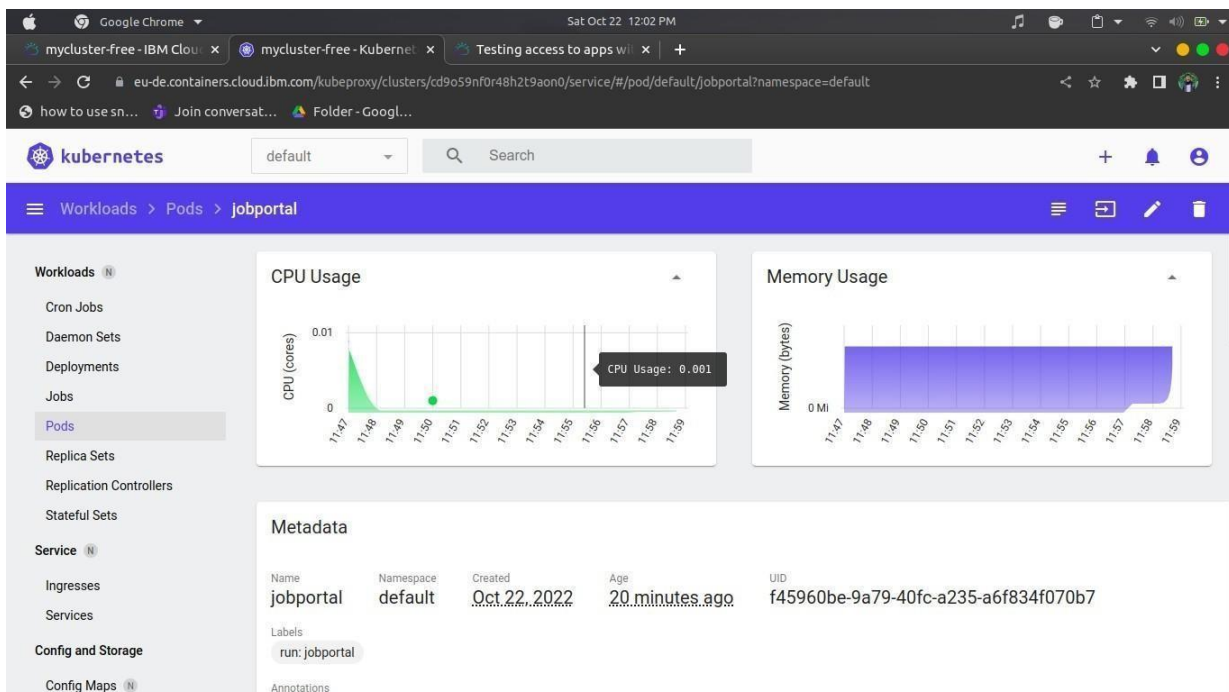 Google Chrome
Sat Oct 22 12:02 PM
mycluster-free - IBM Clou
mycluster-free - Kubernet
Testing access to apps wi
eu-de.containers.cloud.ibm.com/kubeproxy/clusters/cd9o59nf0r48h2t9aon0/service/#/pod/default/jobportal?namespace=default
how to use sn...
Join conversat...
Folder - Googl...
kubernetes
default
Search
Workloads > Pods > jobportal
Workloads N
Cron Jobs
Daemon Sets
Deployments
Jobs
Pods
Replica Sets
Replication Controllers
Stateful Sets
Service N
Ingresses
Services
Config and Storage
Config Maps N
CPU Usage
CPU (cores)
0.01
0
CPU Usage: 0.001
11:47 11:48 11:49 11:50 11:51 11:52 11:53 11:54 11:55 11:56 11:57 11:58 11:59
Memory Usage
Memory (bytes)
0 Mi
11:47 11:48 11:49 11:50 11:51 11:52 11:53 11:54 11:55 11:56 11:57 11:58 11:59
Metadata
Name Namespace Created Age UID
jobportal default Oct 22, 2022 20 minutes ago f45960be-9a79-40fc-a235-a6f834f070b7
Labels
run: jobportal
Annotations